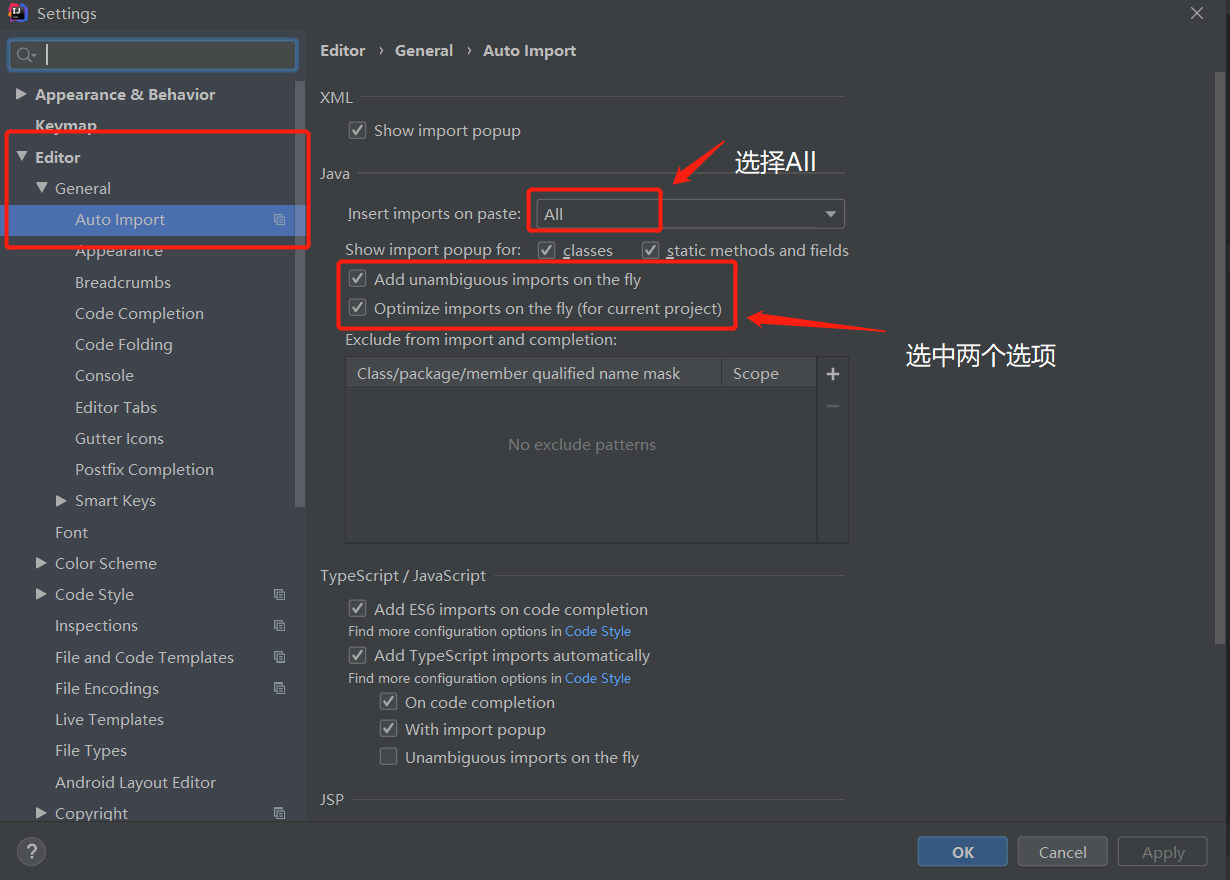 Settings
Editor › General › Auto Import
Appearance & Behavior
Keymap
Editor
General
Auto Import
Appearance
Breadcrumbs
Code Completion
Code Folding
Console
Editor Tabs
Gutter Icons
Postfix Completion
Smart Keys
Font
Color Scheme
Code Style
Inspections
File and Code Templates
File Encodings
Live Templates
File Types
Android Layout Editor
Copyright
XML
Show import popup
Java
选择All
Insert imports on paste: All
Show import popup for: classes static methods and fields
Add unambiguous imports on the fly
Optimize imports on the fly (for current project)
选中两个选项
Exclude from import and completion:
Class/package/member qualified name mask Scope
No exclude patterns
TypeScript / JavaScript
Add ES6 imports on code completion
Find more configuration options in Code Style
Add TypeScript imports automatically
Find more configuration options in Code Style
On code completion
With import popup
Unambiguous imports on the fly
JSP
? OK Cancel Apply